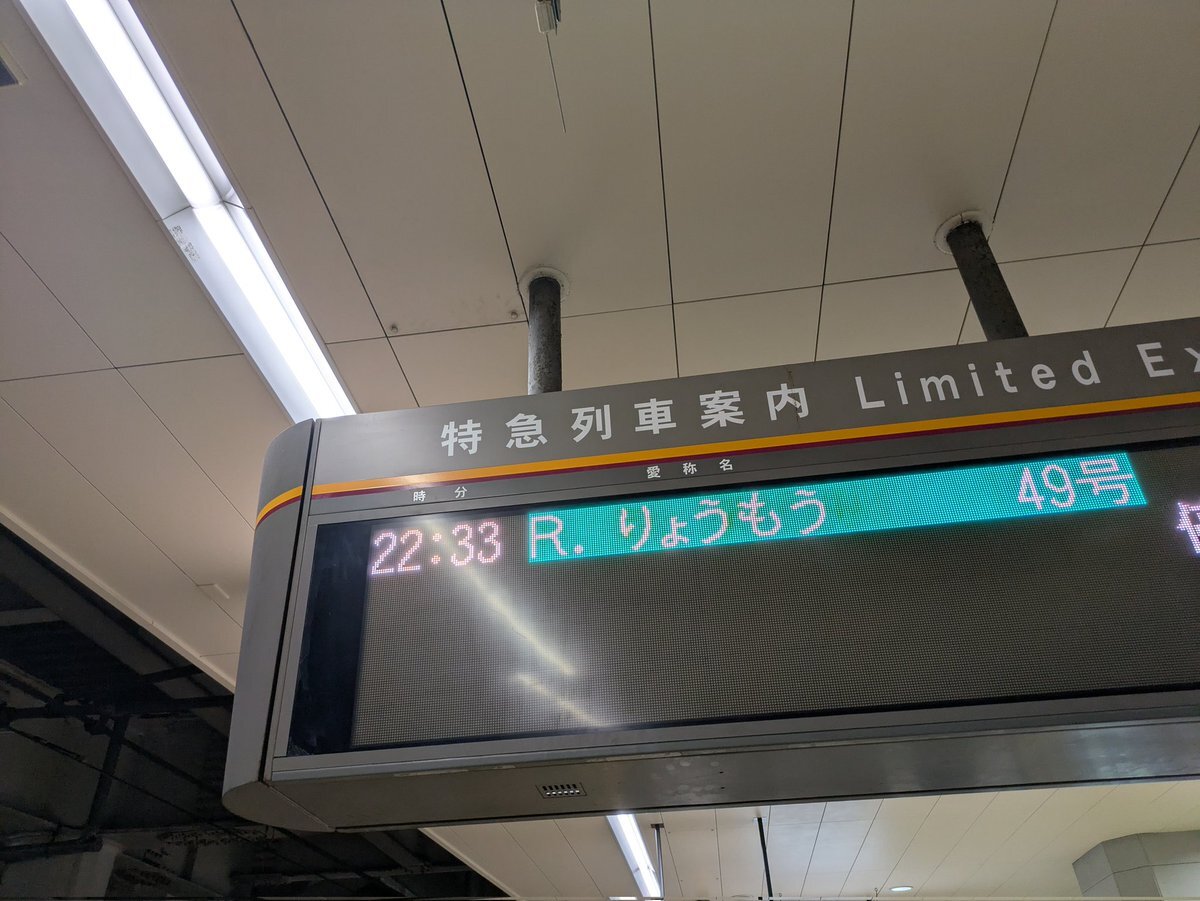 特急列車案内 Limited Ex
時分 愛称名
22:33 R. りょうもう 49号